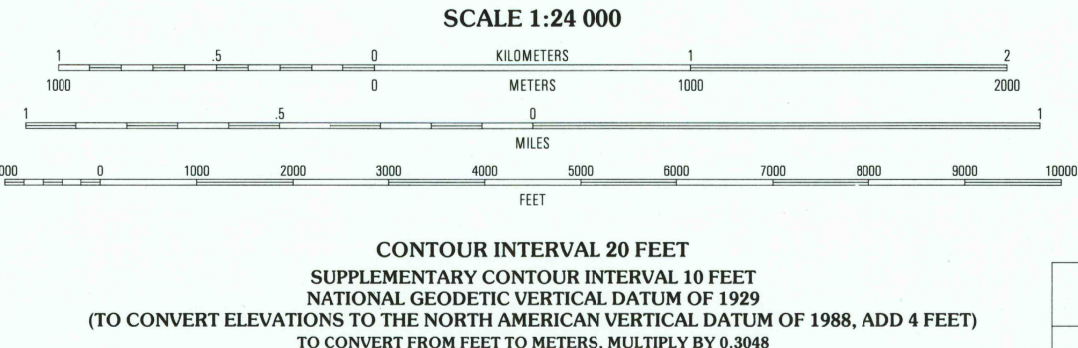 SCALE 1:24 000
1 .5 0 KILOMETERS 1 2
1000 0 METERS 1000 2000
1 .5 0 1
MILES
000 0 1000 2000 3000 4000 5000 6000 7000 8000 9000 10000
FEET
CONTOUR INTERVAL 20 FEET
SUPPLEMENTARY CONTOUR INTERVAL 10 FEET
NATIONAL GEODETIC VERTICAL DATUM OF 1929
(TO CONVERT ELEVATIONS TO THE NORTH AMERICAN VERTICAL DATUM OF 1988, ADD 4 FEET)
TO CONVERT FROM FEET TO METERS, MULTIPLY BY 0.3048